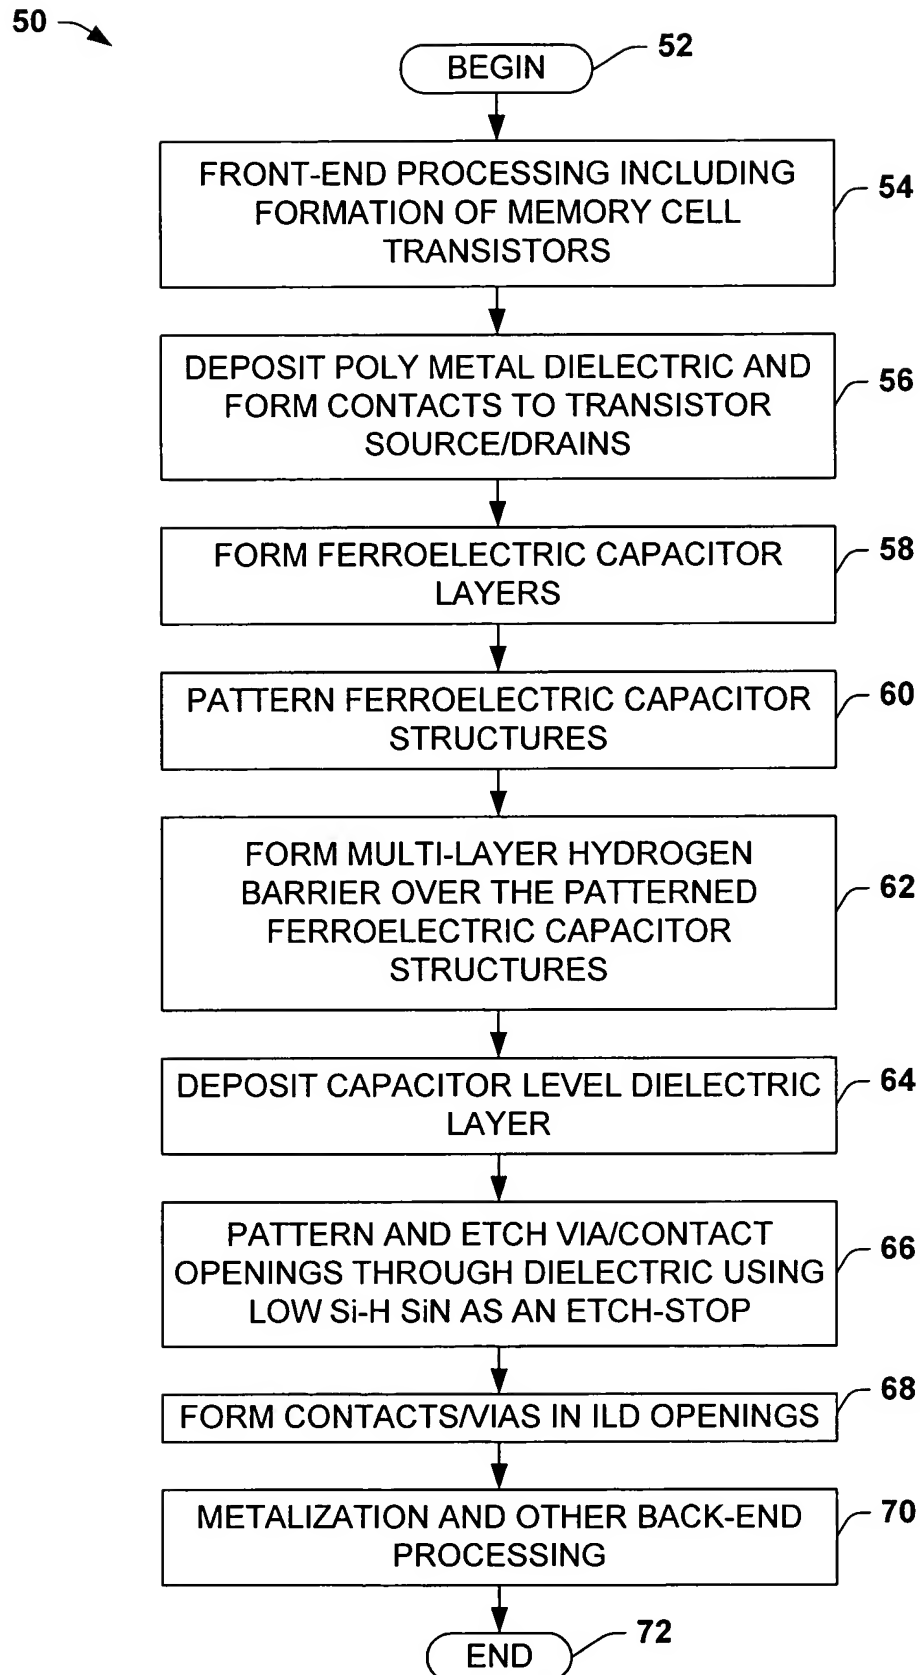 50
BEGIN
52
FRONT-END PROCESSING INCLUDING
FORMATION OF MEMORY CELL
TRANSISTORS
54
DEPOSIT POLY METAL DIELECTRIC AND
FORM CONTACTS TO TRANSISTOR
SOURCE/DRAINS
56
FORM FERROELECTRIC CAPACITOR
LAYERS
58
PATTERN FERROELECTRIC CAPACITOR
STRUCTURES
60
FORM MULTI-LAYER HYDROGEN
BARRIER OVER THE PATTERNED
FERROELECTRIC CAPACITOR
STRUCTURES
62
DEPOSIT CAPACITOR LEVEL DIELECTRIC
LAYER
64
PATTERN AND ETCH VIA/CONTACT
OPENINGS THROUGH DIELECTRIC USING
LOW Si-H SiN AS AN ETCH-STOP
66
FORM CONTACTS/VIAS IN ILD OPENINGS
68
METALIZATION AND OTHER BACK-END
PROCESSING
70
END
72